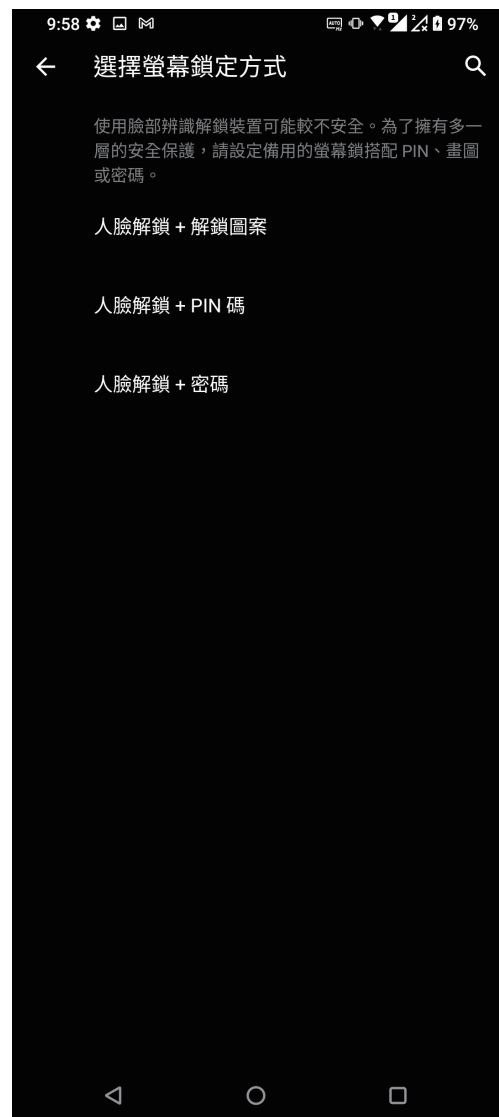 9:58 97%
選擇螢幕鎖定方式
使用臉部辨識解鎖裝置可能較不安全。為了擁有多一
層的安全保護，請設定備用的螢幕鎖搭配 PIN、畫圖
或密碼。
人臉解鎖 + 解鎖圖案
人臉解鎖 + PIN 碼
人臉解鎖 + 密碼